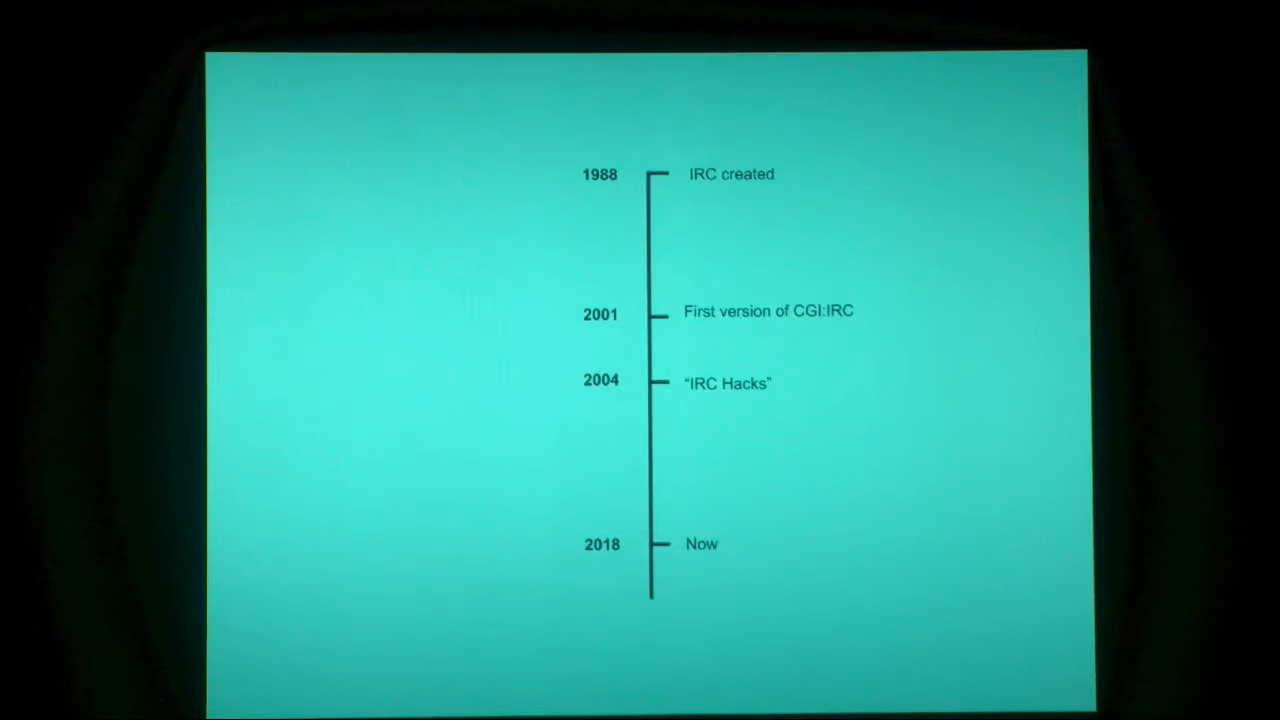 1988 IRC created
2001 First version of CGI:IRC
2004 “IRC Hacks”
2018 Now